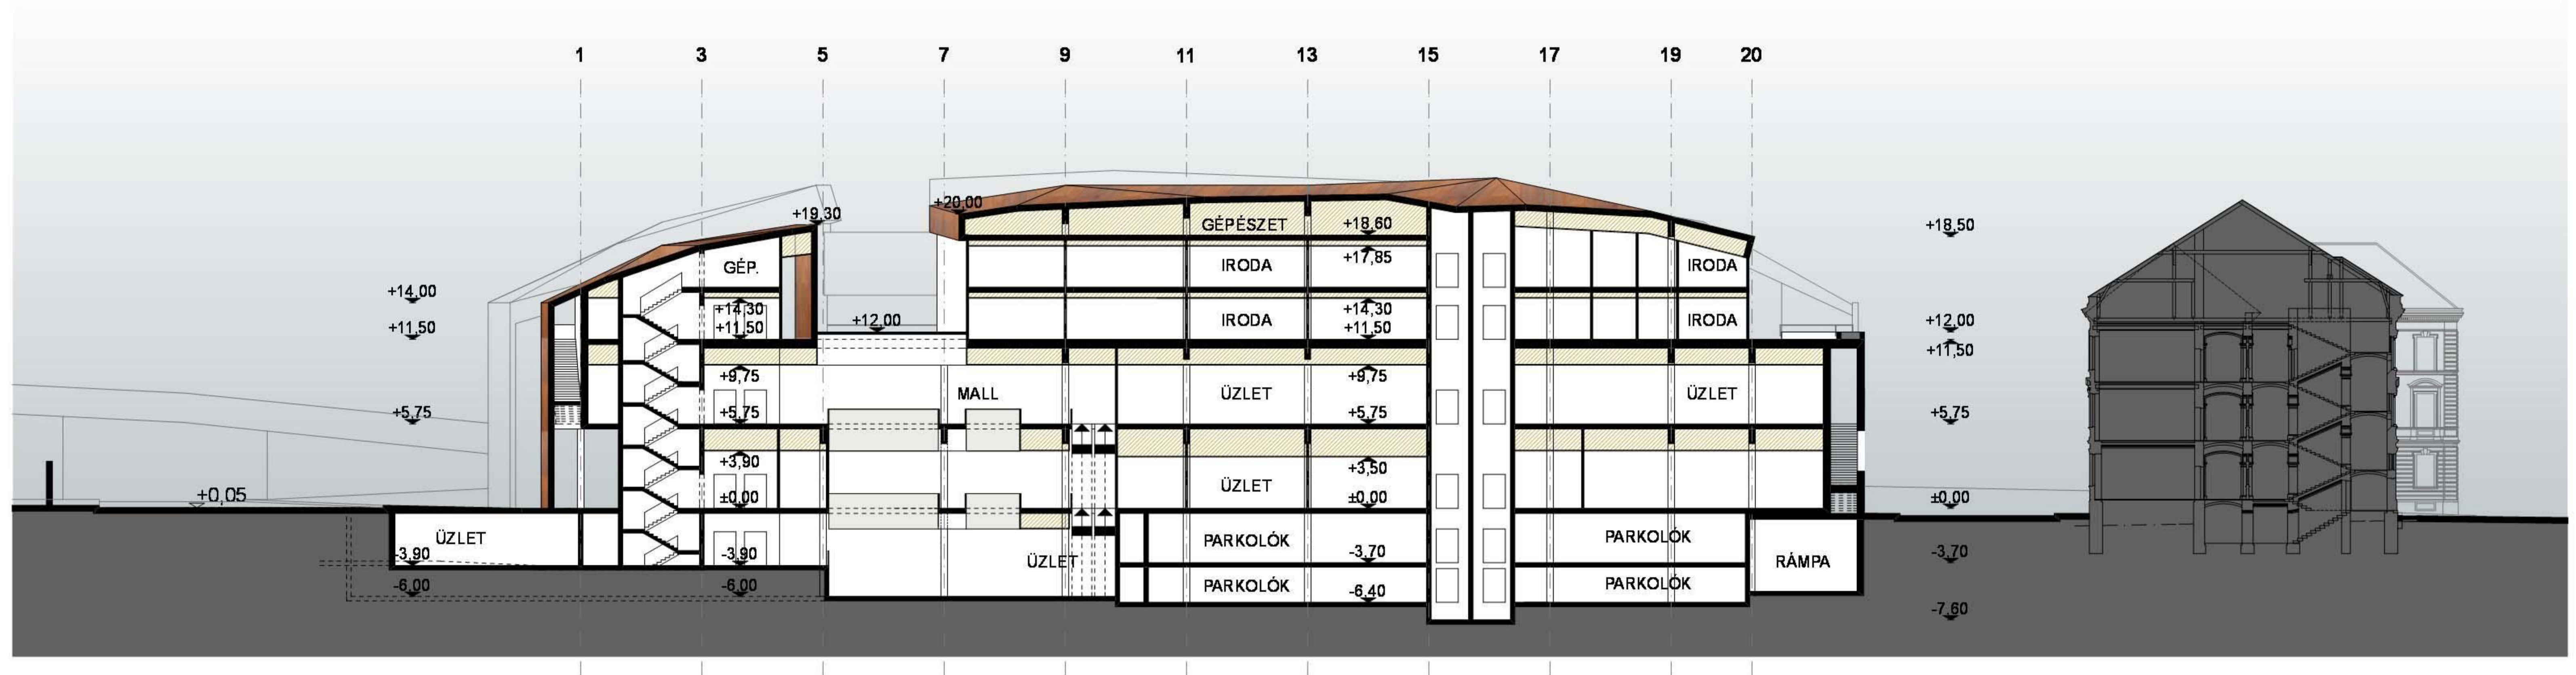 1 3 5 7 9 11 13 15 17 19 20
+20,00
+19,30
GÉPÉSZET +18,60 +18,50
+17,85
GÉP. IRODA IRODA
+14,00
+14,30 +14,30
+12,00 IRODA IRODA +12,00
+11,50 +11,50 +11,50
+11,50
+9,75 +9,75
MALL ÜZLET ÜZLET
+5,75 +5,75 +5,75 +5,75
+3,90 +3,50
ÜZLET
+0,05 ±0,00 ±0,00 ±0,00
ÜZLET PARKOLÓK PARKOLÓK
-3,90 -3,90 -3,70 -3,70
ÜZLET RÁMPA
-6,00 -6,00 PARKOLÓK -6,40 PARKOLÓK
-7,60